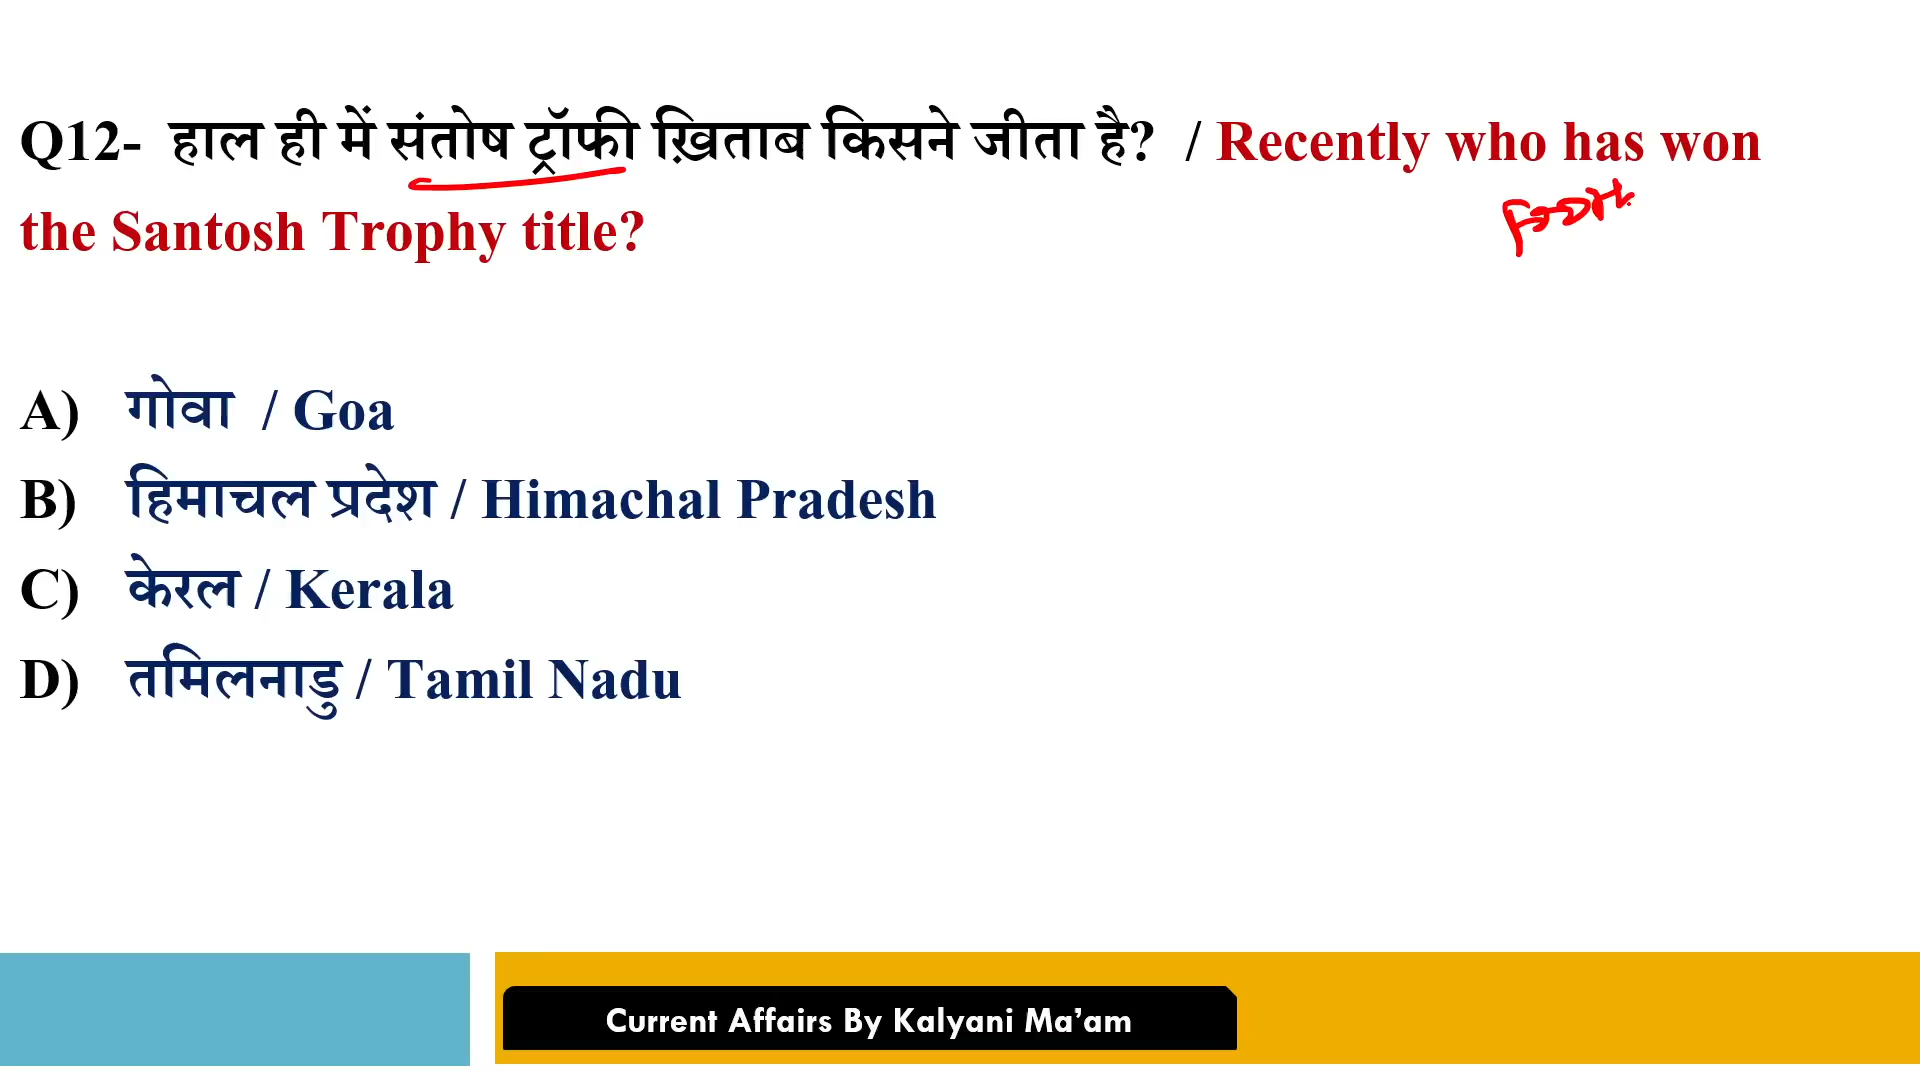 Q12- हाल ही में संतोष ट्रॉफी ख़िताब किसने जीता है? / Recently who has won
the Santosh Trophy title?
A) गोवा / Goa
B) हिमाचल प्रदेश / Himachal Pradesh
C) केरल / Kerala
D) तमिलनाडु / Tamil Nadu
Current Affairs By Kalyani Ma’am